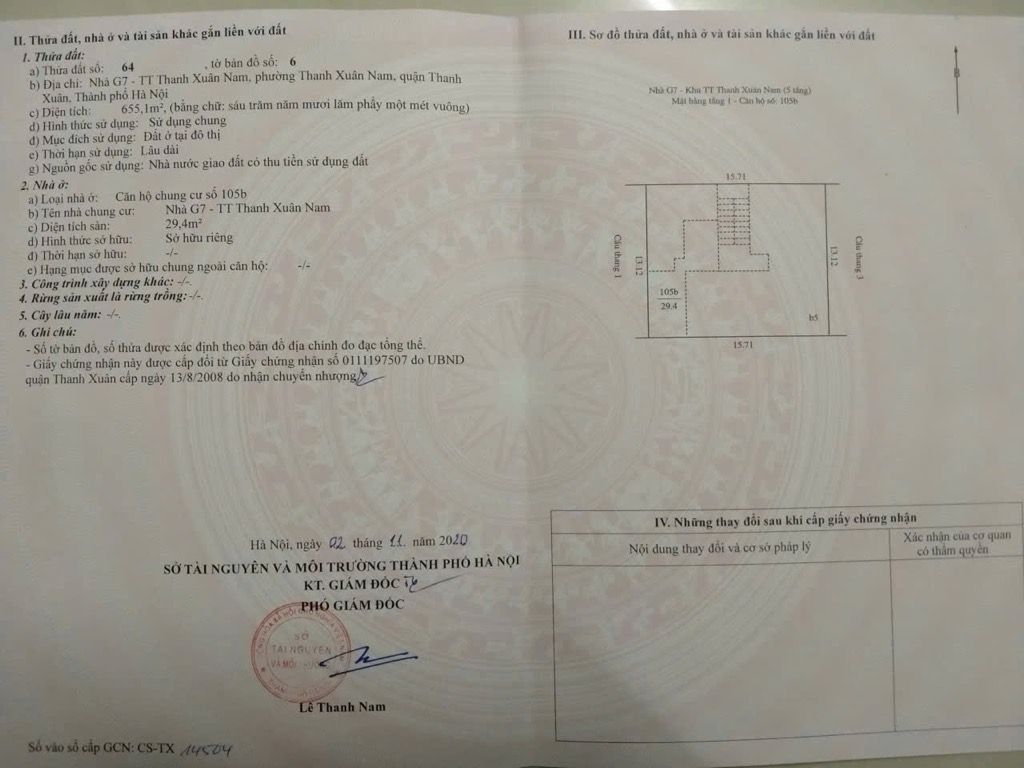 II. Thửa đất, nhà ở và tài sản khác gắn liền với đất
1. Thửa đất:
a) Thửa đất số: 64 , tờ bản đồ số: 6
b) Địa chỉ: Nhà G7 - TT Thanh Xuân Nam, phường Thanh Xuân Nam, quận Thanh
Xuân, Thành phố Hà Nội
c) Diện tích: 655,1m², (bằng chữ: sáu trăm năm mươi lăm phẩy một mét vuông)
d) Hình thức sử dụng: Sử dụng chung
đ) Mục đích sử dụng: Đất ở tại đô thị
e) Thời hạn sử dụng: Lâu dài
g) Nguồn gốc sử dụng: Nhà nước giao đất có thu tiền sử dụng đất
2. Nhà ở:
a) Loại nhà ở: Căn hộ chung cư số 105b
b) Tên nhà chung cư: Nhà G7 - TT Thanh Xuân Nam
c) Diện tích sàn: 29,4m²
d) Hình thức sở hữu: Sở hữu riêng
đ) Thời hạn sở hữu: -/-
e) Hạng mục được sở hữu chung ngoài căn hộ: -/-
3. Công trình xây dựng khác: -/-.
4. Rừng sản xuất là rừng trồng: -/-.
5. Cây lâu năm: -/-.
6. Ghi chú:
- Số tờ bản đồ, số thửa được xác định theo bản đồ địa chính đo đạc tổng thể.
- Giấy chứng nhận này được cấp đổi từ Giấy chứng nhận số 0111197507 do UBND
quận Thanh Xuân cấp ngày 13/8/2008 do nhận chuyển nhượng
Hà Nội, ngày 02 tháng 11. năm 2020
SỞ TÀI NGUYÊN VÀ MÔI TRƯỜNG THÀNH PHỐ HÀ NỘI
KT. GIÁM ĐỐC
PHÓ GIÁM ĐỐC
SỞ
TÀI NGUYÊN
VÀ MÔI
Lê Thanh Nam
Số vào sổ cấp GCN: CS-TX 14504
III. Sơ đồ thửa đất, nhà ở và tài sản khác gắn liền với đất
B
Nhà G7 - Khu TT Thanh Xuân Nam (5 tầng)
Mặt bằng tầng 1 - Căn hộ số: 105b
15.71
Cầu thang 1
13.12
13.12
Cầu thang 3
105b
29.4
b5
15.71
IV. Những thay đổi sau khi cấp giấy chứng nhận
Nội dung thay đổi và cơ sở pháp lý
Xác nhận của cơ quan
có thẩm quyền